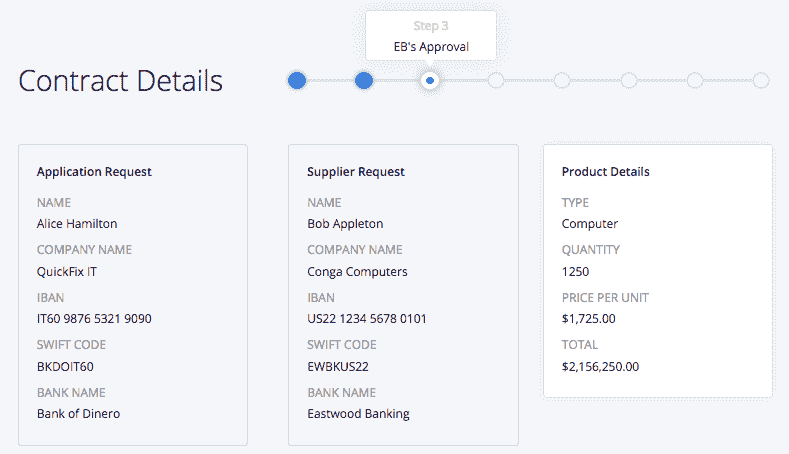 Step 3
EB's Approval
Contract Details
Application Request
NAME
Alice Hamilton
COMPANY NAME
QuickFix IT
IBAN
IT60 9876 5321 9090
SWIFT CODE
BKDOIT60
BANK NAME
Bank of Dinero
Supplier Request
NAME
Bob Appleton
COMPANY NAME
Conga Computers
IBAN
US22 1234 5678 0101
SWIFT CODE
EWBKUS22
BANK NAME
Eastwood Banking
Product Details
TYPE
Computer
QUANTITY
1250
PRICE PER UNIT
$1,725.00
TOTAL
$2,156,250.00